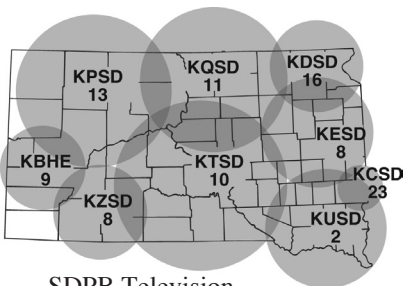 KPSD
13
KQSD
11
KDSD
16
KESD
8
KBHE
9
KTSD
10
KCSD
23
KZSD
8
KUSD
2
SDPB Television